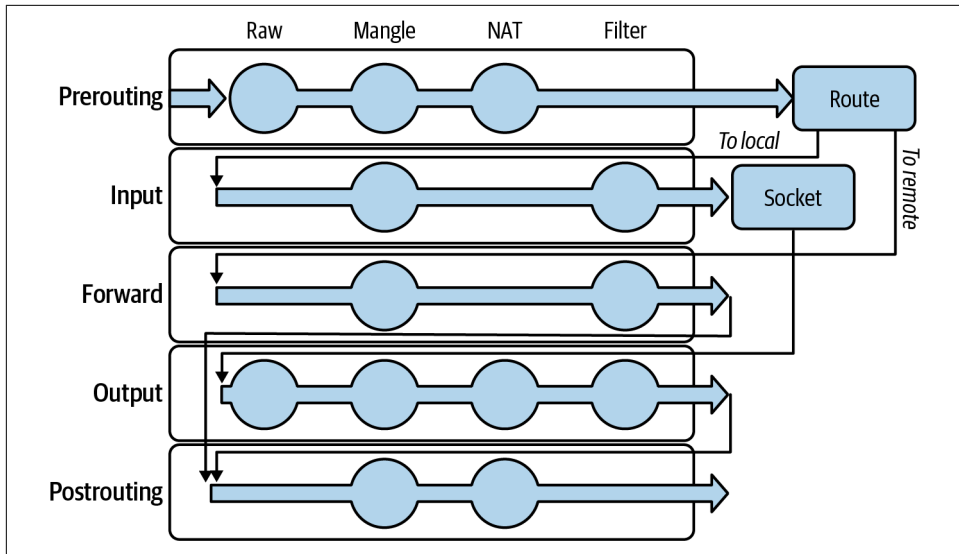 Raw Mangle NAT Filter
Prerouting
Route
To local
To remote
Input
Socket
Forward
Output
Postrouting